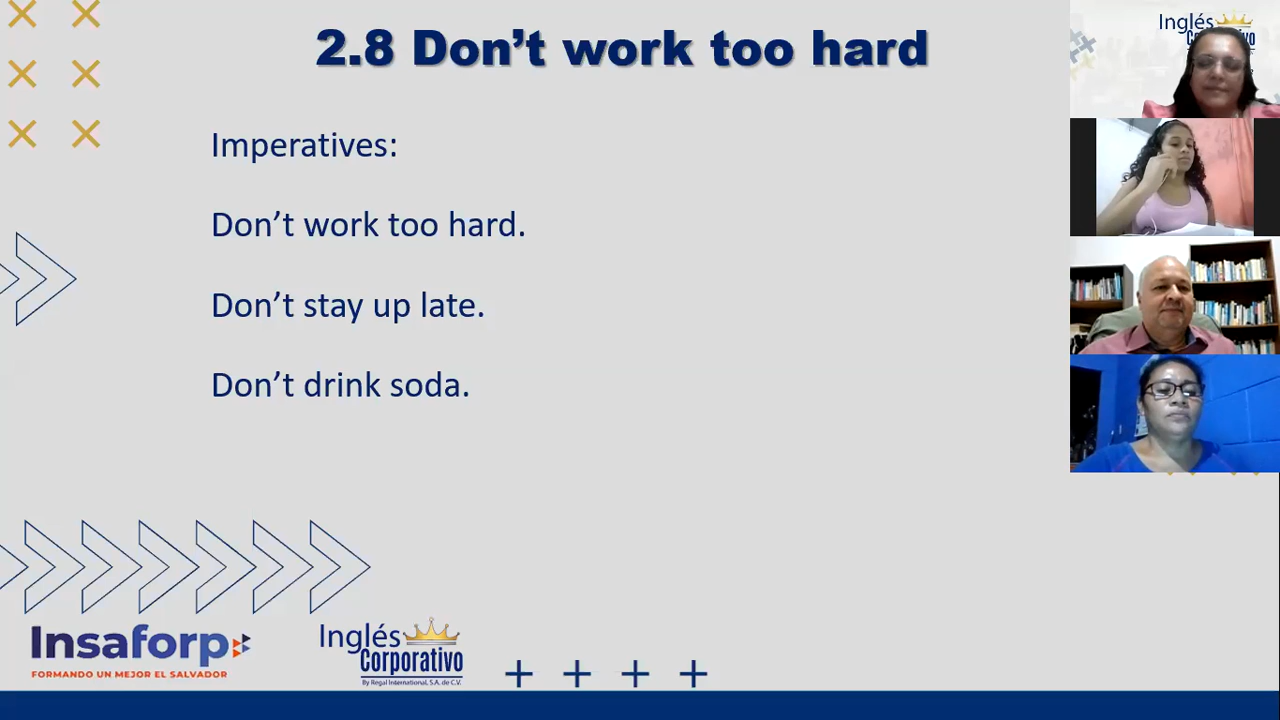 2.8 Don’t work too hard
Imperatives:
Don’t work too hard.
Don’t stay up late.
Don’t drink soda.
Insaforp
FORMANDO UN MEJOR EL SALVADOR
Inglés
Corporativo
By Regal International, S.A. de C.V.
Inglés
Corporativo